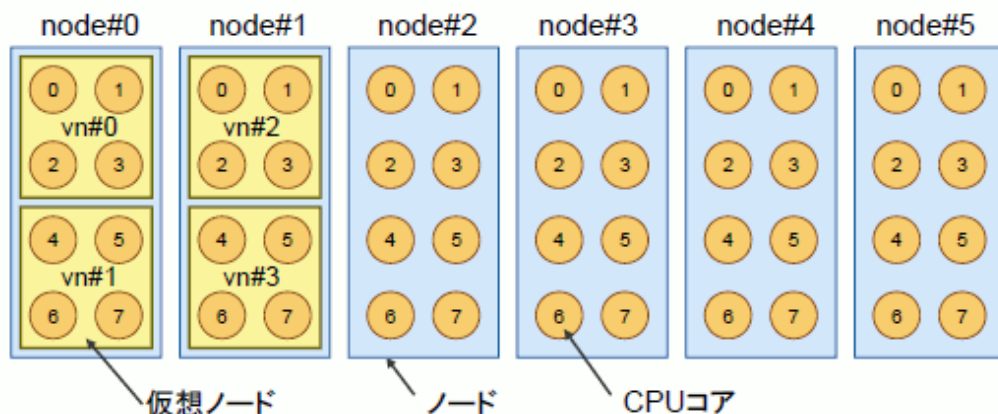 node#0 node#1 node#2 node#3 node#4 node#5
0 1 0 1 0 1 0 1 0 1 0 1
vn#0 vn#2
2 3 2 3 2 3 2 3 2 3 2 3
4 5 4 5 4 5 4 5 4 5 4 5
vn#1 vn#3
6 7 6 7 6 7 6 7 6 7 6 7
仮想ノード ノード CPUコア